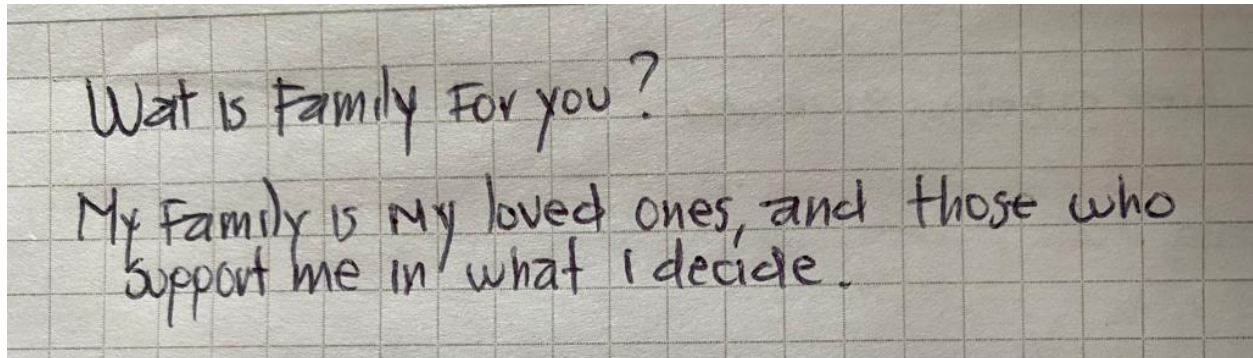 Wat is Family For you?
My Family is My loved ones, and those who
support me in what i decide.